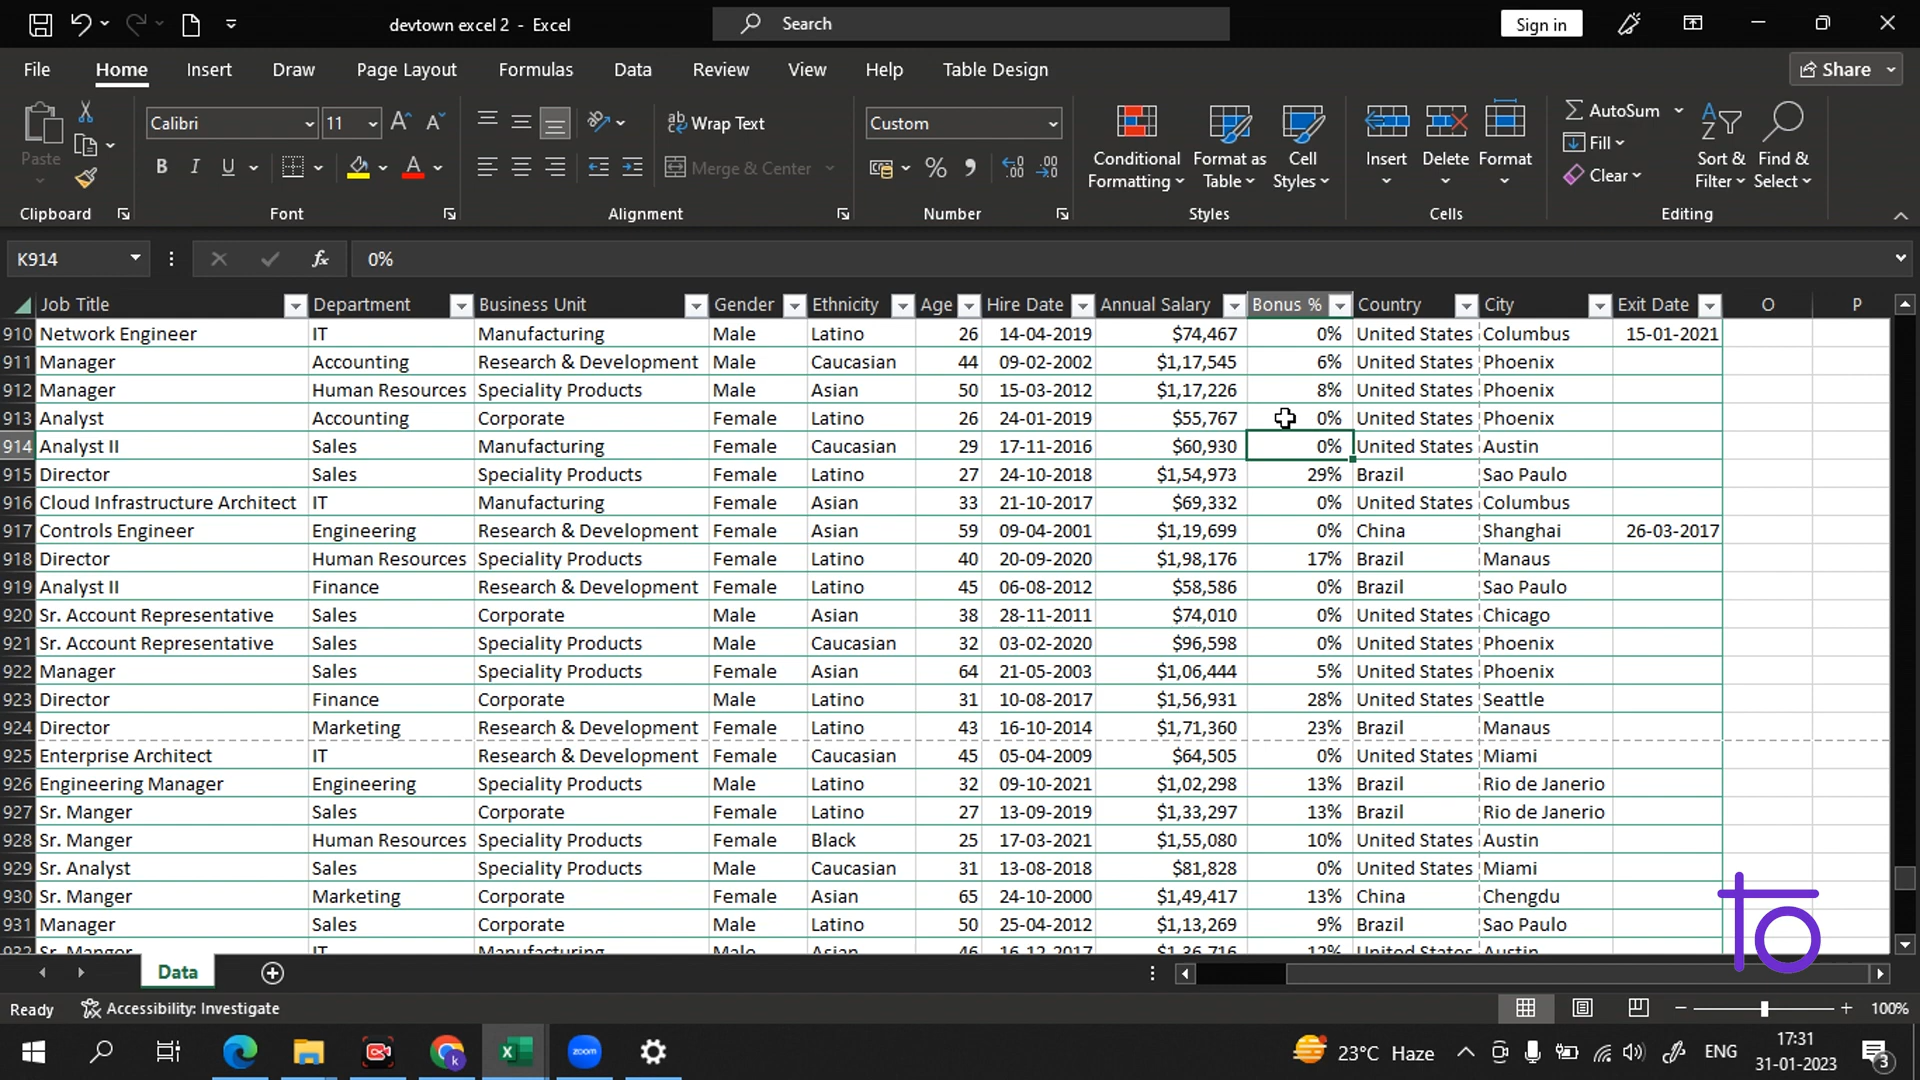 devtown excel 2 - Excel
Search
Sign in
File Home Insert Draw Page Layout Formulas Data Review View Help Table Design
Share
Paste
Calibri 11 A A
B I U A
ab Wrap Text
Merge & Center
Custom
% ,
Conditional Formatting
Format as Table
Cell Styles
Insert Delete Format
AutoSum
Fill
Clear
Sort & Filter
Find & Select
Clipboard Font Alignment Number Styles Cells Editing
K914 fx 0%
Job Title Department Business Unit Gender Ethnicity Age Hire Date Annual Salary Bonus % Country City Exit Date O P
910 Network Engineer IT Manufacturing Male Latino 26 14-04-2019 $74,467 0% United States Columbus 15-01-2021
911 Manager Accounting Research & Development Male Caucasian 44 09-02-2002 $1,17,545 6% United States Phoenix
912 Manager Human Resources Speciality Products Male Asian 50 15-03-2012 $1,17,226 8% United States Phoenix
913 Analyst Accounting Corporate Female Latino 26 24-01-2019 $55,767 0% United States Phoenix
914 Analyst II Sales Manufacturing Female Caucasian 29 17-11-2016 $60,930 0% United States Austin
915 Director Sales Speciality Products Female Latino 27 24-10-2018 $1,54,973 29% Brazil Sao Paulo
916 Cloud Infrastructure Architect IT Manufacturing Female Asian 33 21-10-2017 $69,332 0% United States Columbus
917 Controls Engineer Engineering Research & Development Female Asian 59 09-04-2001 $1,19,699 0% China Shanghai 26-03-2017
918 Director Human Resources Speciality Products Female Latino 40 20-09-2020 $1,98,176 17% Brazil Manaus
919 Analyst II Finance Research & Development Female Latino 45 06-08-2012 $58,586 0% Brazil Sao Paulo
920 Sr. Account Representative Sales Corporate Male Asian 38 28-11-2011 $74,010 0% United States Chicago
921 Sr. Account Representative Sales Speciality Products Male Caucasian 32 03-02-2020 $96,598 0% United States Phoenix
922 Manager Sales Speciality Products Female Asian 64 21-05-2003 $1,06,444 5% United States Phoenix
923 Director Finance Corporate Male Latino 31 10-08-2017 $1,56,931 28% United States Seattle
924 Director Marketing Research & Development Female Latino 43 16-10-2014 $1,71,360 23% Brazil Manaus
925 Enterprise Architect IT Research & Development Female Caucasian 45 05-04-2009 $64,505 0% United States Miami
926 Engineering Manager Engineering Speciality Products Male Latino 32 09-10-2021 $1,02,298 13% Brazil Rio de Janerio
927 Sr. Manger Sales Corporate Female Latino 27 13-09-2019 $1,33,297 13% Brazil Rio de Janerio
928 Sr. Manger Human Resources Speciality Products Female Black 25 17-03-2021 $1,55,080 10% United States Austin
929 Sr. Analyst Sales Speciality Products Male Caucasian 31 13-08-2018 $81,828 0% United States Miami
930 Sr. Manger Marketing Corporate Female Asian 65 24-10-2000 $1,49,417 13% China Chengdu
931 Manager Sales Corporate Male Latino 50 25-04-2012 $1,13,269 9% Brazil Sao Paulo
932 Sr. Manger IT Manufacturing Male Asian 46 16-12-2017 $1,36,716 12% United States Austin
Data
Ready Accessibility: Investigate 100%
zoom
23°C Haze ENG
17:31
31-01-2023
3